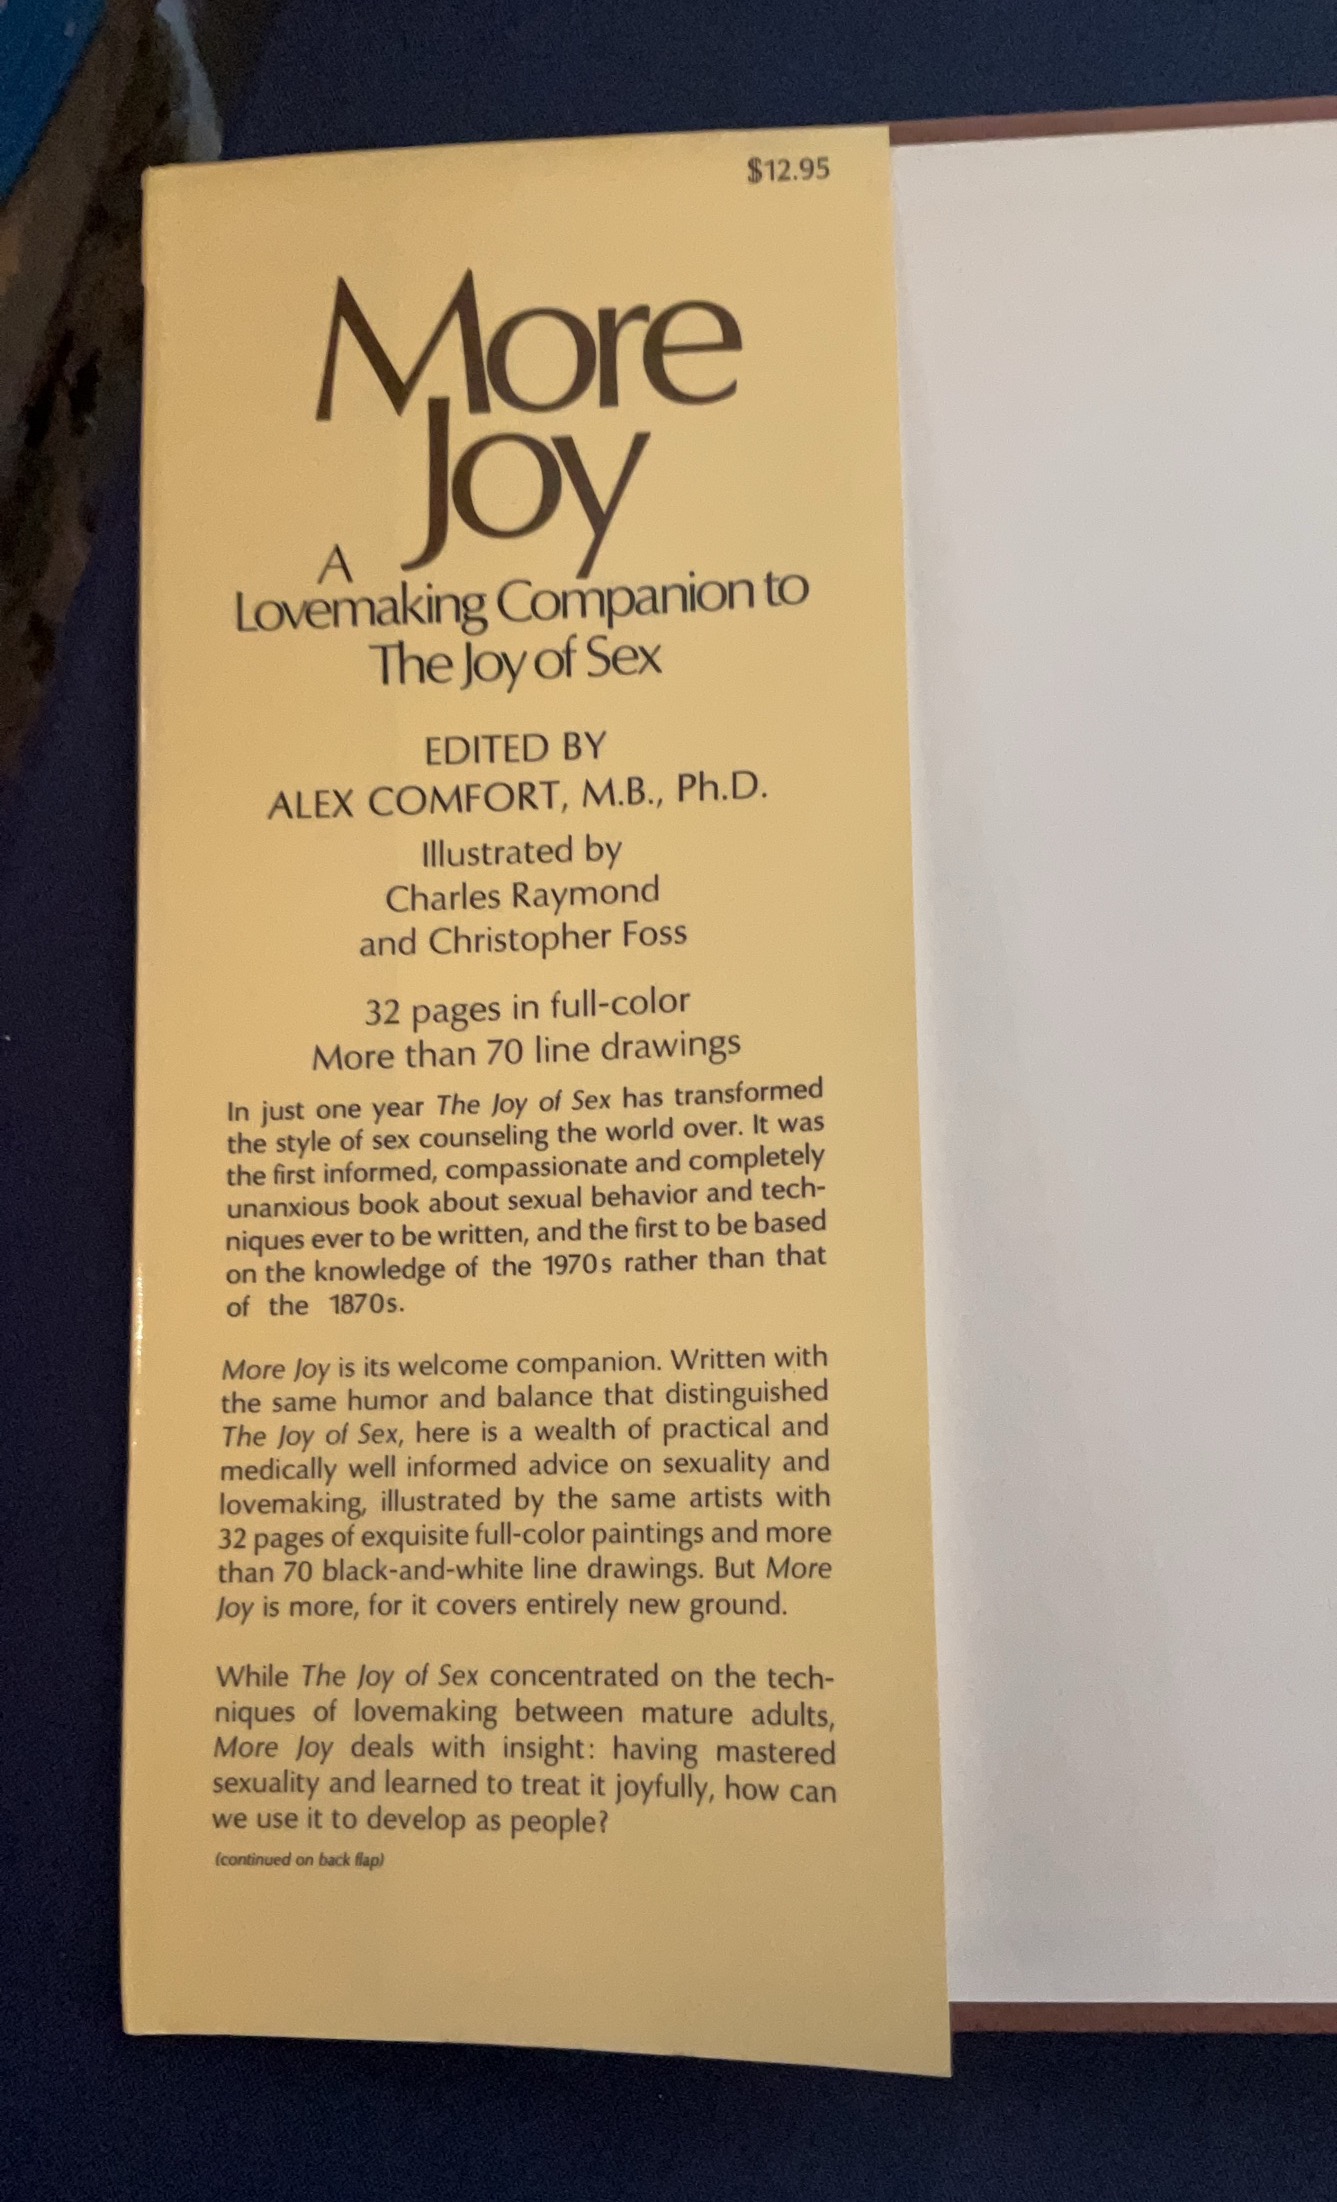 $12.95
More
Joy
A
Lovemaking Companion to
The Joy of Sex
EDITED BY
ALEX COMFORT, M.B., Ph.D.
Illustrated by
Charles Raymond
and Christopher Foss
32 pages in full-color
More than 70 line drawings
In just one year The Joy of Sex has transformed
the style of sex counseling the world over. It was
the first informed, compassionate and completely
unanxious book about sexual behavior and tech-
niques ever to be written, and the first to be based
on the knowledge of the 1970s rather than that
of the 1870s.
More Joy is its welcome companion. Written with
the same humor and balance that distinguished
The Joy of Sex, here is a wealth of practical and
medically well informed advice on sexuality and
lovemaking, illustrated by the same artists with
32 pages of exquisite full-color paintings and more
than 70 black-and-white line drawings. But More
Joy is more, for it covers entirely new ground.
While The Joy of Sex concentrated on the tech-
niques of lovemaking between mature adults,
More Joy deals with insight: having mastered
sexuality and learned to treat it joyfully, how can
we use it to develop as people?
(continued on back flap)